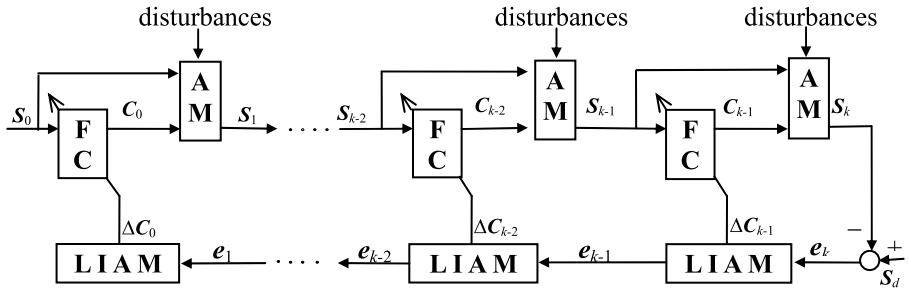 disturbances disturbances disturbances
A M A M A M
S0 C0 S1 . . . . Sk-2 Ck-2 Sk-1 Ck-1 Sk
F C F C F C
ΔC0 ΔCk-2 ΔCk-1
− +
L I A M e1 . . . . ek-2 L I A M ek-1 L I A M ek
Sd